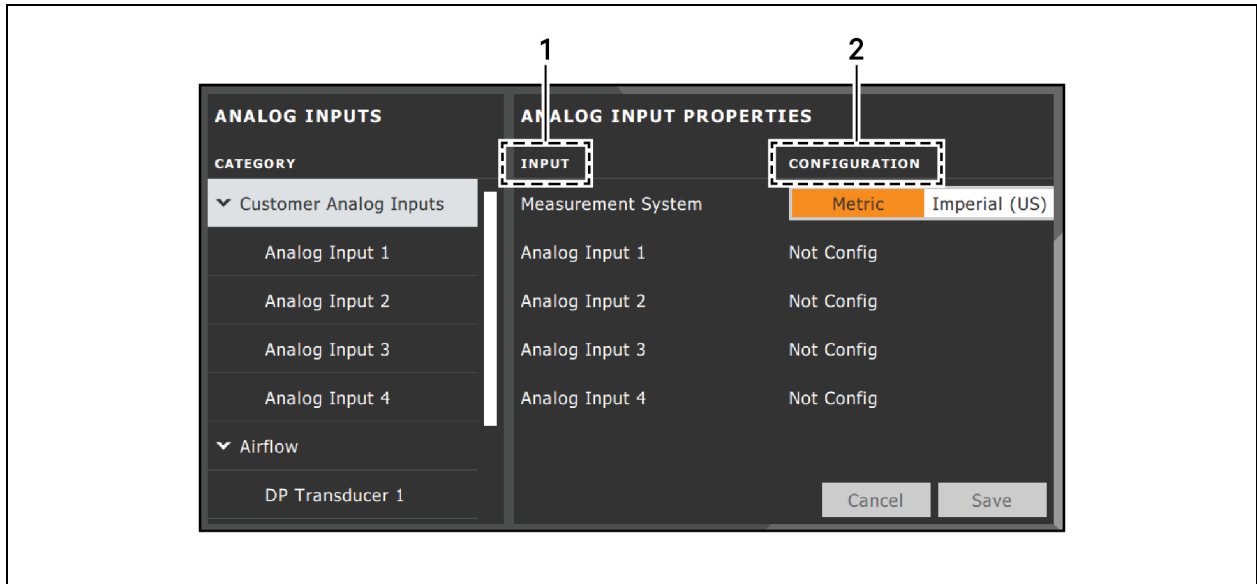 1 2
ANALOG INPUTS ANALOG INPUT PROPERTIES
CATEGORY INPUT CONFIGURATION
Customer Analog Inputs Measurement System Metric Imperial (US)
Analog Input 1 Analog Input 1 Not Config
Analog Input 2 Analog Input 2 Not Config
Analog Input 3 Analog Input 3 Not Config
Analog Input 4 Analog Input 4 Not Config
Airflow
DP Transducer 1 Cancel Save